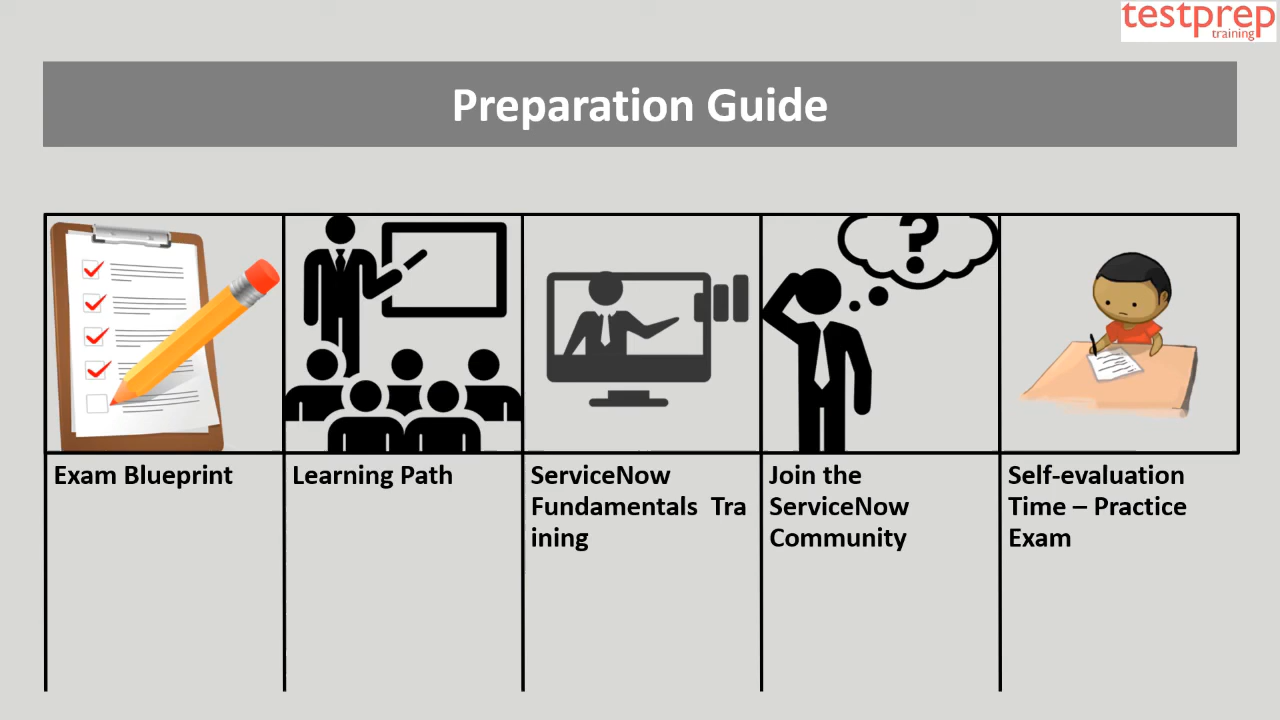 testprep
training
Preparation Guide
?
Exam Blueprint
Learning Path
ServiceNow
Fundamentals Tra
ining
Join the
ServiceNow
Community
Self-evaluation
Time – Practice
Exam